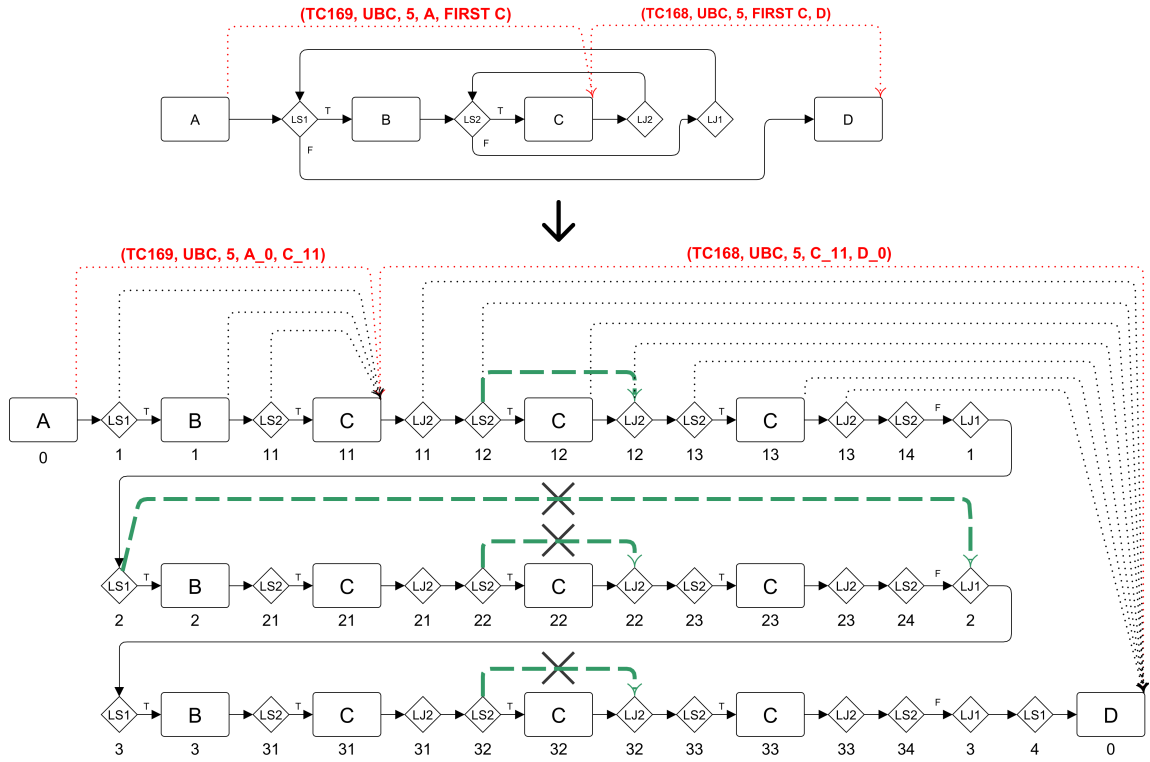 (TC169, UBC, 5, A, FIRST C) (TC168, UBC, 5, FIRST C, D)
A LS1 T B LS2 T C LJ2 LJ1 D
F F
(TC169, UBC, 5, A_0, C_11) (TC168, UBC, 5, C_11, D_0)
A LS1 T B LS2 T C LJ2 LS2 T C LJ2 LS2 T C LJ2 LS2 F LJ1
0 1 1 11 11 11 12 12 12 13 13 13 14 1
LS1 T B LS2 T C LJ2 LS2 T C LJ2 LS2 T C LJ2 LS2 F LJ1
2 2 21 21 21 22 22 22 23 23 23 24 2
LS1 T B LS2 T C LJ2 LS2 T C LJ2 LS2 T C LJ2 LS2 F LJ1 LS1 D
3 3 31 31 31 32 32 32 33 33 33 34 3 4 0